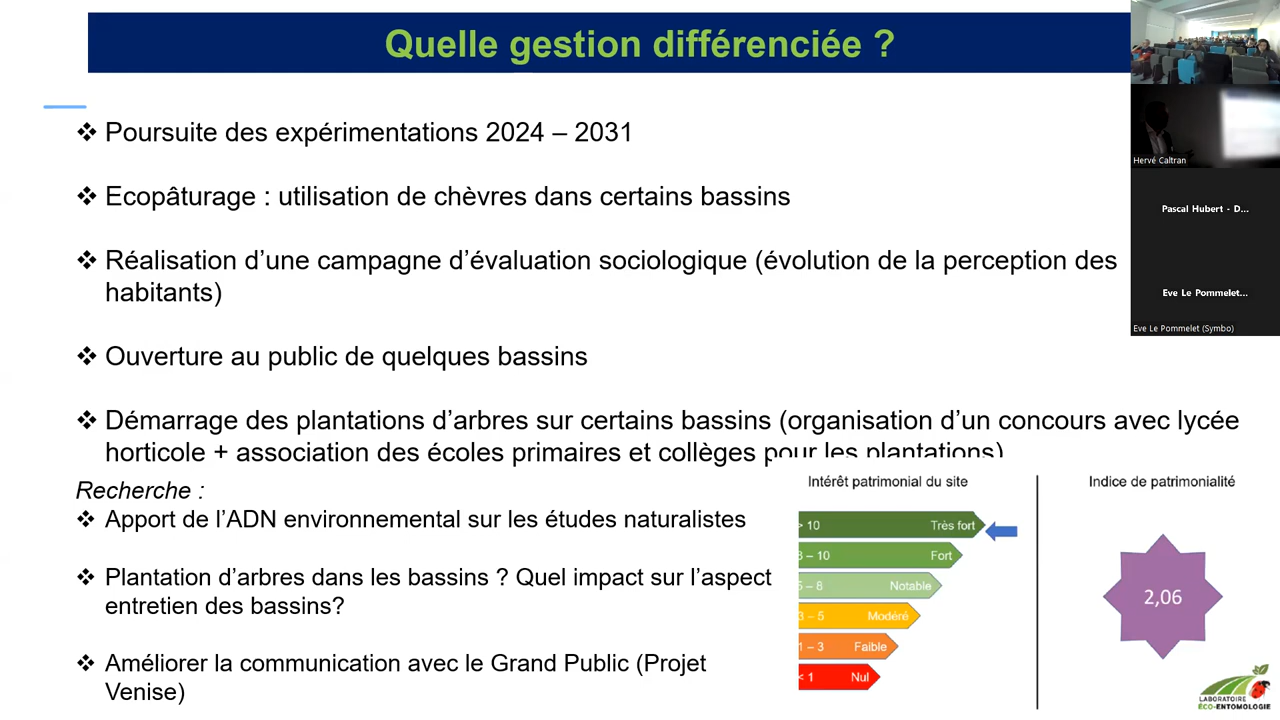 Quelle gestion différenciée ?
❖ Poursuite des expérimentations 2024 – 2031
❖ Ecopâturage : utilisation de chèvres dans certains bassins
❖ Réalisation d’une campagne d’évaluation sociologique (évolution de la perception des
habitants)
❖ Ouverture au public de quelques bassins
❖ Démarrage des plantations d’arbres sur certains bassins (organisation d’un concours avec lycée
horticole + association des écoles primaires et collèges pour les plantations)
Recherche :
❖ Apport de l’ADN environnemental sur les études naturalistes
❖ Plantation d’arbres dans les bassins ? Quel impact sur l’aspect
entretien des bassins?
❖ Améliorer la communication avec le Grand Public (Projet
Venise)
Intérêt patrimonial du site
> 10 Très fort
8 – 10 Fort
5 – 8 Notable
3 – 5 Modéré
1 – 3 Faible
< 1 Nul
Indice de patrimonialité
2,06
LABORATOIRE
ÉCO-ENTOMOLOGIE
Hervé Caltran
Pascal Hubert - D...
Eve Le Pommelet...
Eve Le Pommelet (Symbo)